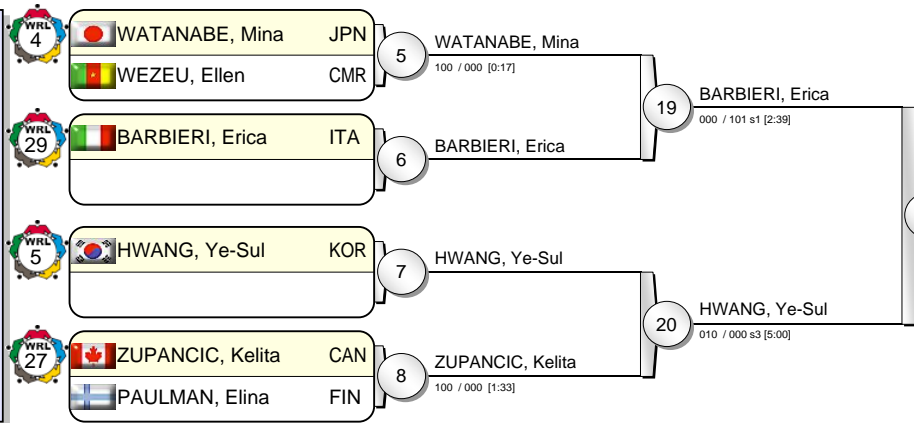 WRL
4
WATANABE, Mina JPN
WEZEU, Ellen CMR
5
WATANABE, Mina
100 / 000 [0:17]
WRL
29
BARBIERI, Erica ITA
6
BARBIERI, Erica
19
BARBIERI, Erica
000 / 101 s1 [2:39]
WRL
5
HWANG, Ye-Sul KOR
7
HWANG, Ye-Sul
WRL
27
ZUPANCIC, Kelita CAN
PAULMAN, Elina FIN
8
ZUPANCIC, Kelita
100 / 000 [1:33]
20
HWANG, Ye-Sul
010 / 000 s3 [5:00]